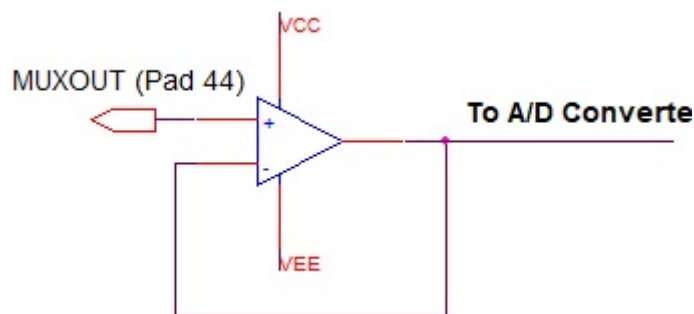 VCC
MUXOUT (Pad 44)
To A/D Converte
+
-
VEE